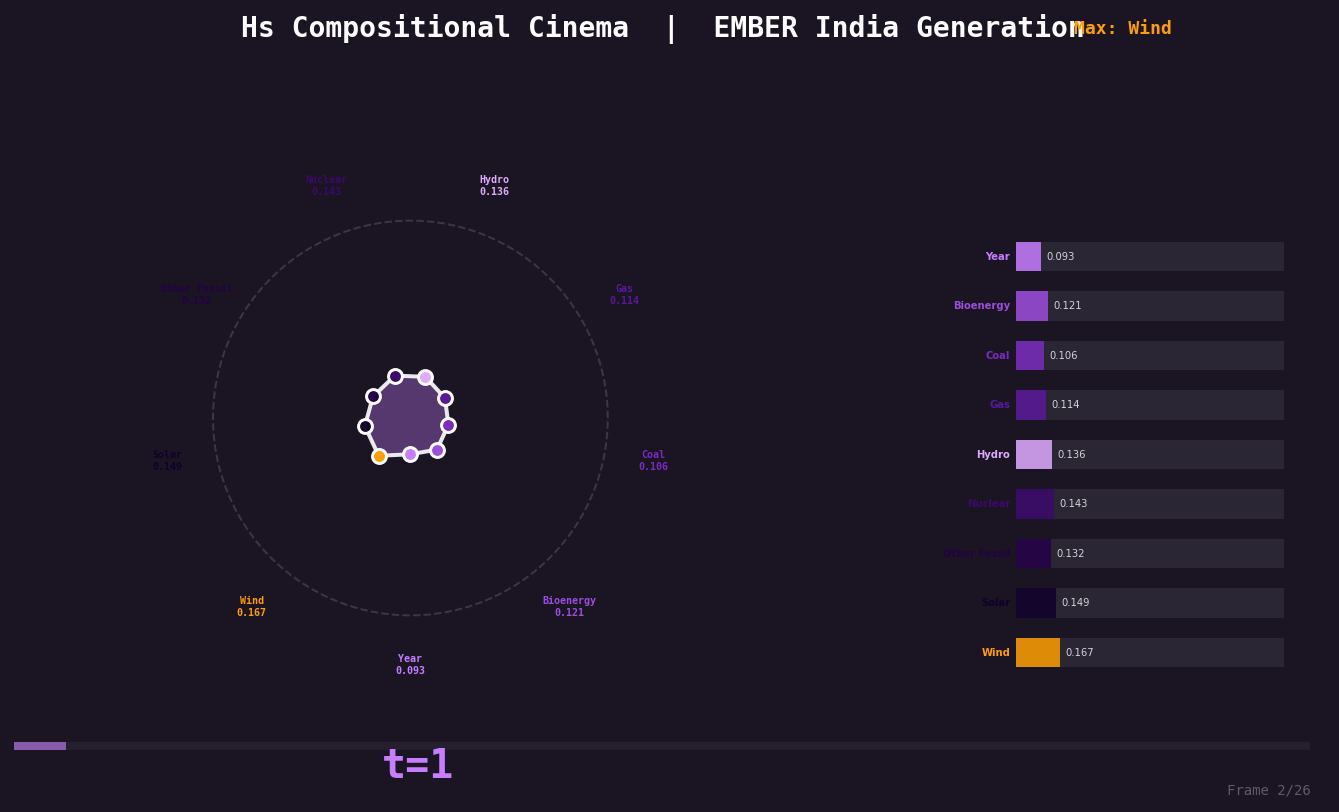 Hs Compositional Cinema | EMBER India Generation
Max: Wind
Nuclear
0.143
Hydro
0.136
Other Fossil
0.132
Gas
0.114
Solar
0.149
Coal
0.106
Wind
0.167
Bioenergy
0.121
Year
0.093
Year 0.093
Bioenergy 0.121
Coal 0.106
Gas 0.114
Hydro 0.136
Nuclear 0.143
Other Fossil 0.132
Solar 0.149
Wind 0.167
t=1
Frame 2/26